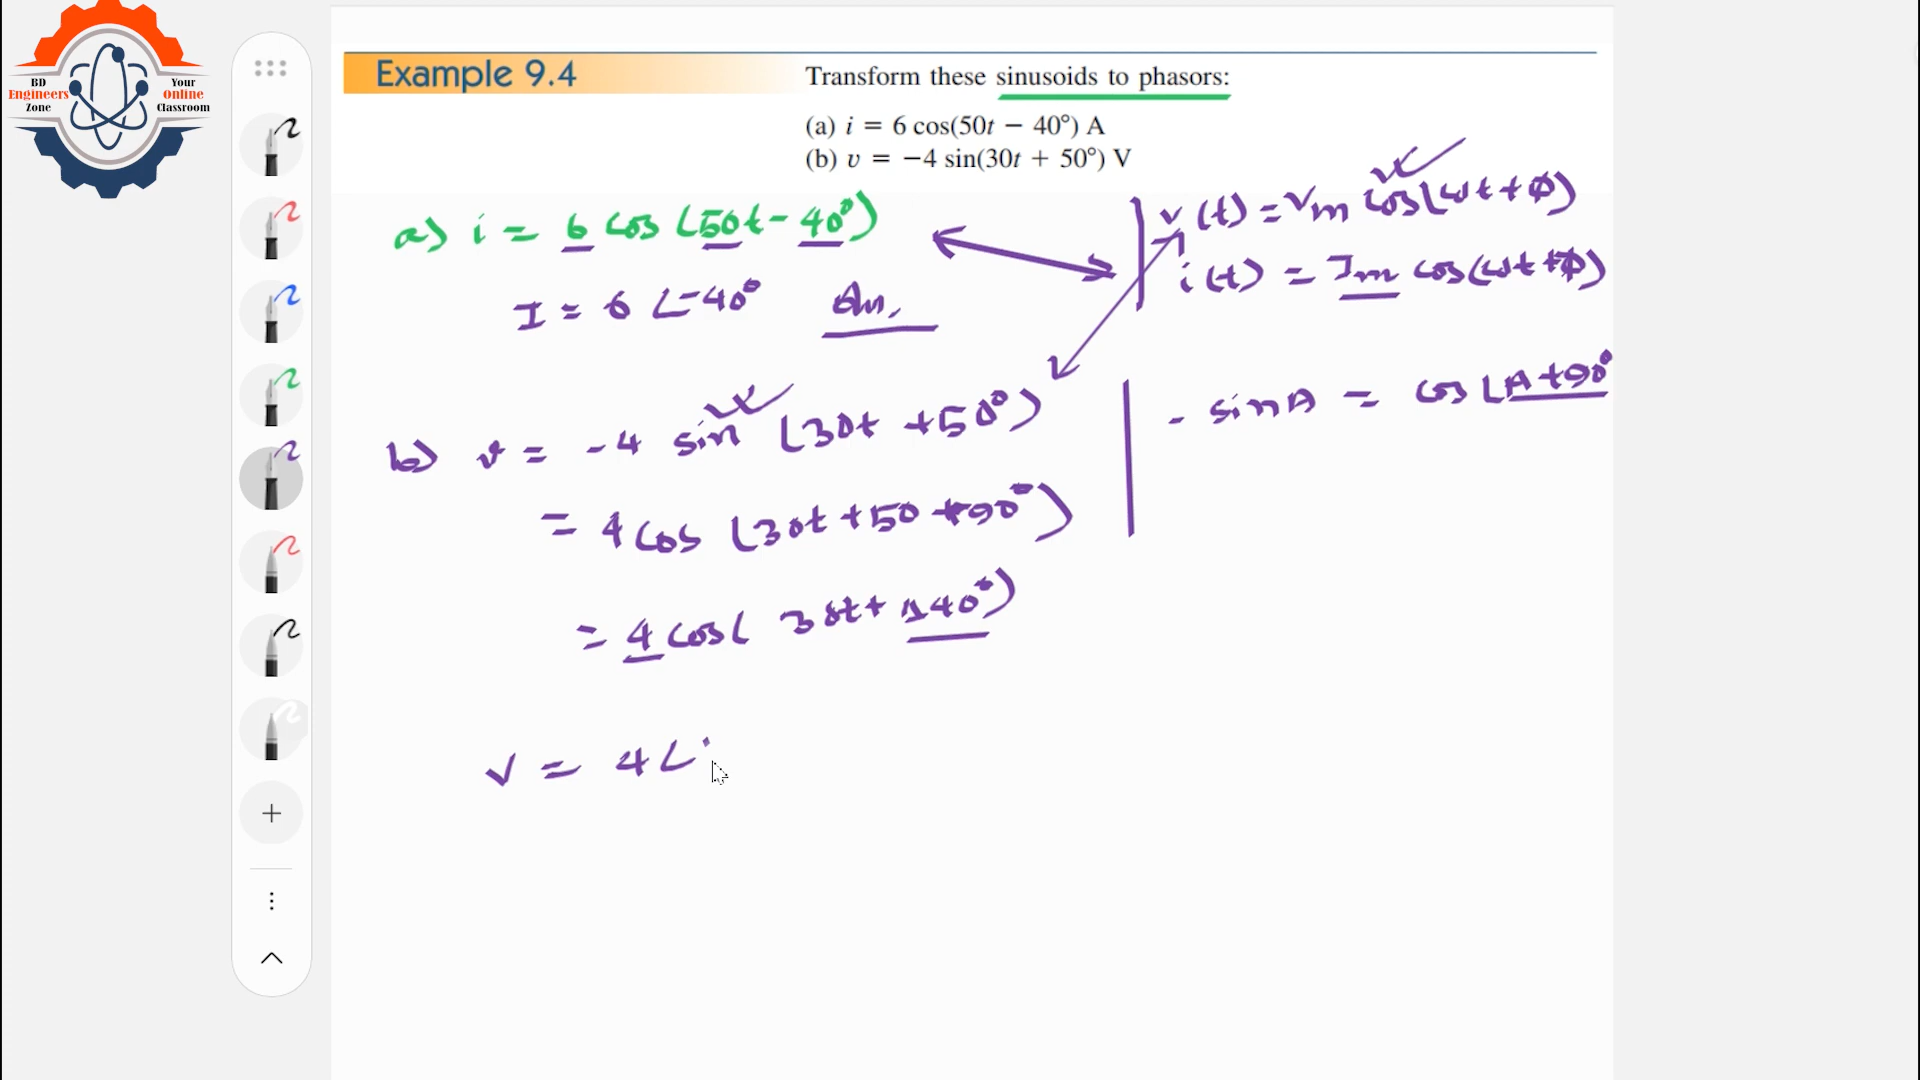 BD
Engineers
Zone
Your
Online
Classroom
Example 9.4
Transform these sinusoids to phasors:
(a) i = 6 cos(50t − 40°) A
(b) v = −4 sin(30t + 50°) V
a) i = 6 cos (50t - 40°)
v(t) = Vm cos(ωt + φ)
i(t) = Im cos(ωt + φ)
I = 6 ∠-40° An.
b) v = -4 sin (30t + 50°)
- sin A = cos (A + 90°
= 4 cos (30t + 50 + 90°)
= 4 cos( 30t + 140°)
V = 4∠